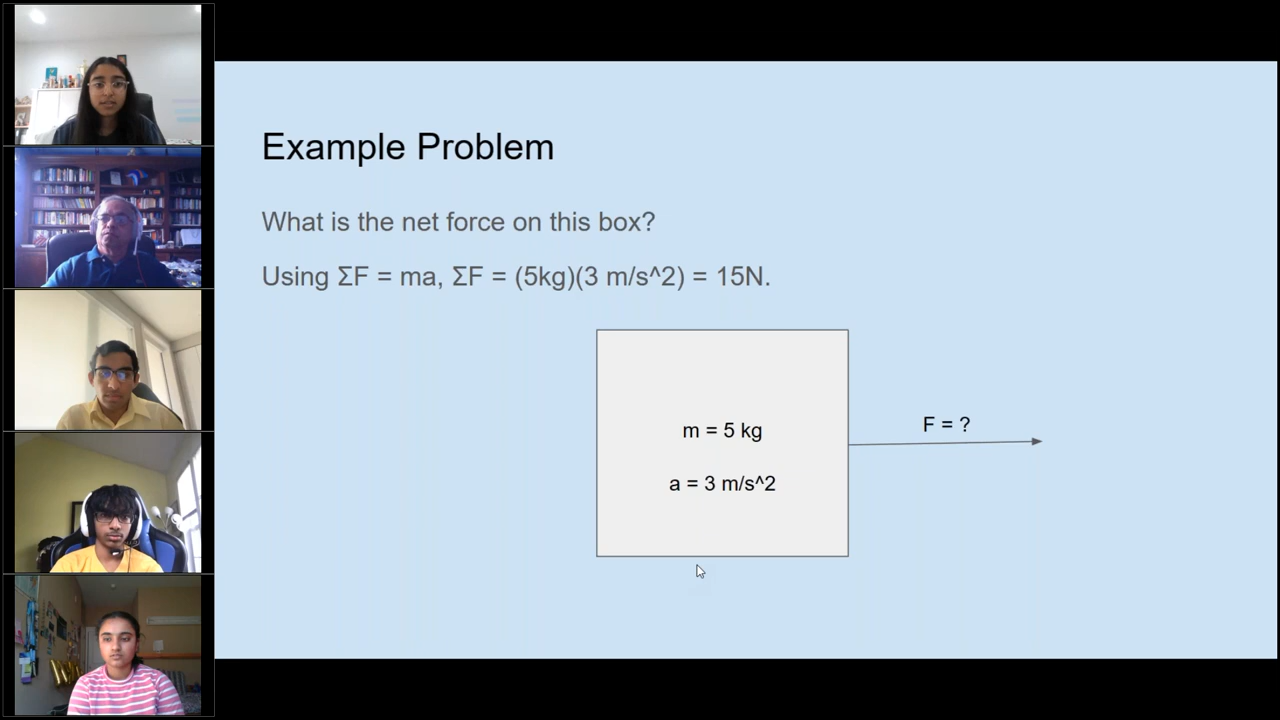 Example Problem
What is the net force on this box?
Using ΣF = ma, ΣF = (5kg)(3 m/s^2) = 15N.
F = ?
m = 5 kg
a = 3 m/s^2